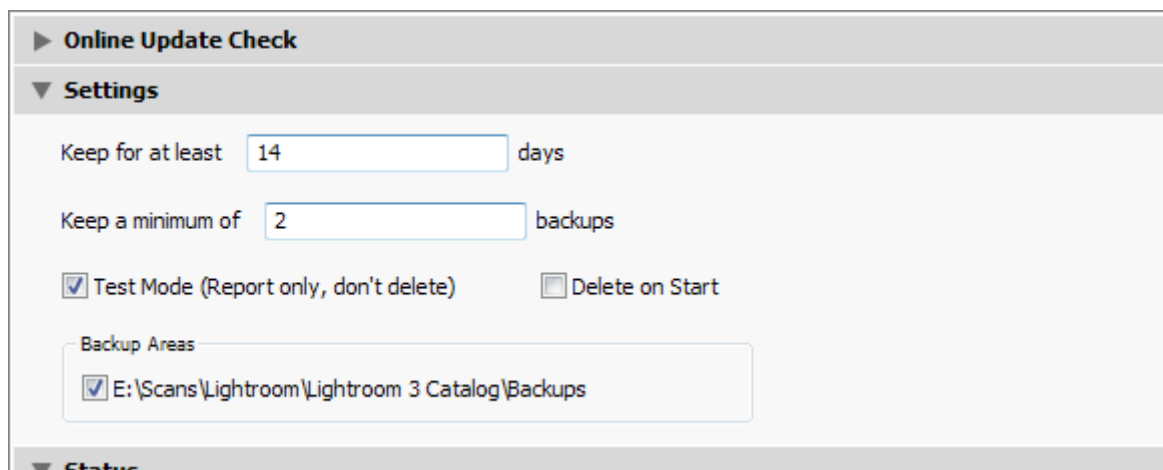 Online Update Check
Settings
Keep for at least 14 days
Keep a minimum of 2 backups
Test Mode (Report only, don't delete) Delete on Start
Backup Areas
E:\Scans\Lightroom\Lightroom 3 Catalog\Backups
Status